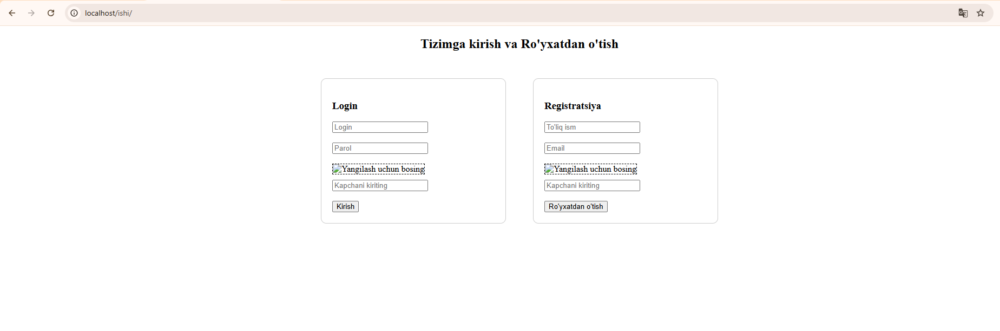 localhost/ishi/
Tizimga kirish va Ro'yxatdan o'tish
Login
Login
Parol
Yangilash uchun bosing
Kapchani kiriting
Kirish
Registratsiya
To'liq ism
Email
Yangilash uchun bosing
Kapchani kiriting
Ro'yxatdan o'tish